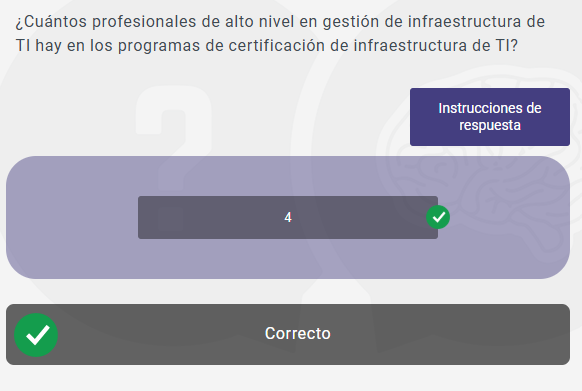 ¿Cuántos profesionales de alto nivel en gestión de infraestructura de
TI hay en los programas de certificación de infraestructura de TI?
Instrucciones de
respuesta
4
Correcto